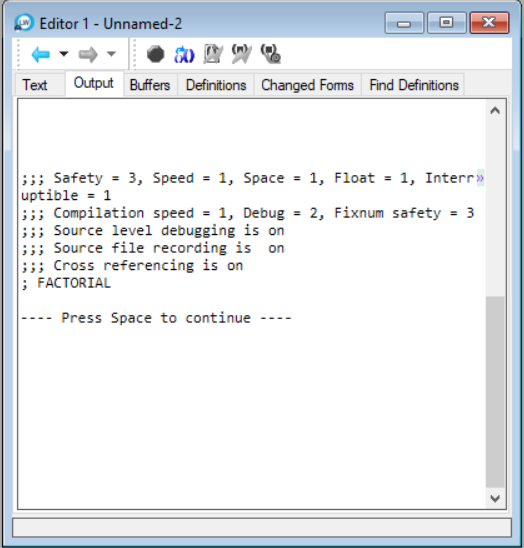 Editor 1 - Unnamed-2
Text Output Buffers Definitions Changed Forms Find Definitions
;;; Safety = 3, Speed = 1, Space = 1, Float = 1, Interr»
uptible = 1
;;; Compilation speed = 1, Debug = 2, Fixnum safety = 3
;;; Source level debugging is on
;;; Source file recording is  on
;;; Cross referencing is on
; FACTORIAL
---- Press Space to continue ----